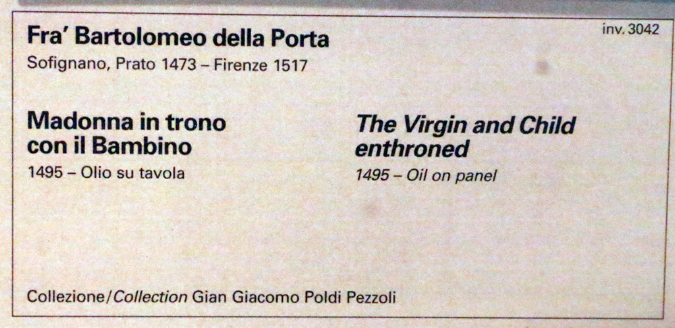 inv. 3042
Fra' Bartolomeo della Porta
Sofignano, Prato 1473 – Firenze 1517
Madonna in trono
con il Bambino
1495 – Olio su tavola
The Virgin and Child
enthroned
1495 – Oil on panel
Collezione/Collection Gian Giacomo Poldi Pezzoli